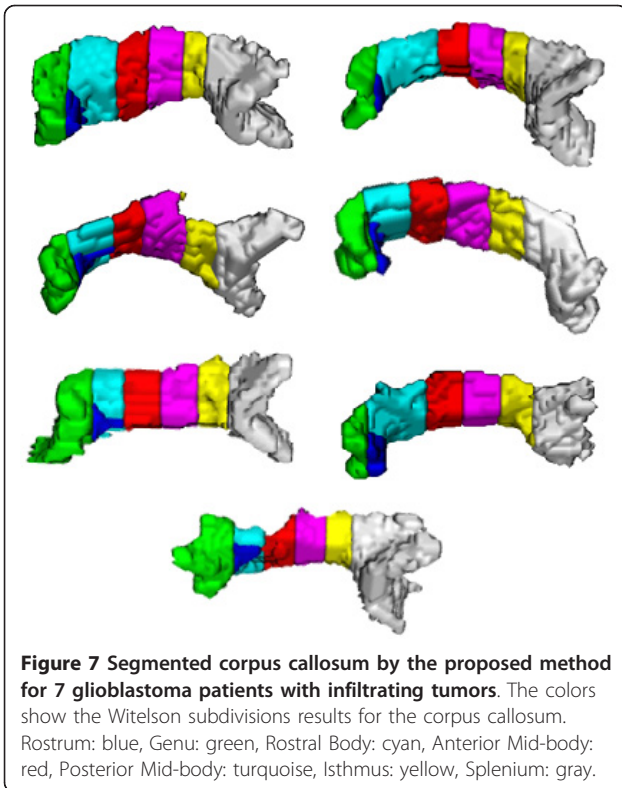 Figure 7 Segmented corpus callosum by the proposed method
for 7 glioblastoma patients with infiltrating tumors. The colors
show the Witelson subdivisions results for the corpus callosum.
Rostrum: blue, Genu: green, Rostral Body: cyan, Anterior Mid-body:
red, Posterior Mid-body: turquoise, Isthmus: yellow, Splenium: gray.